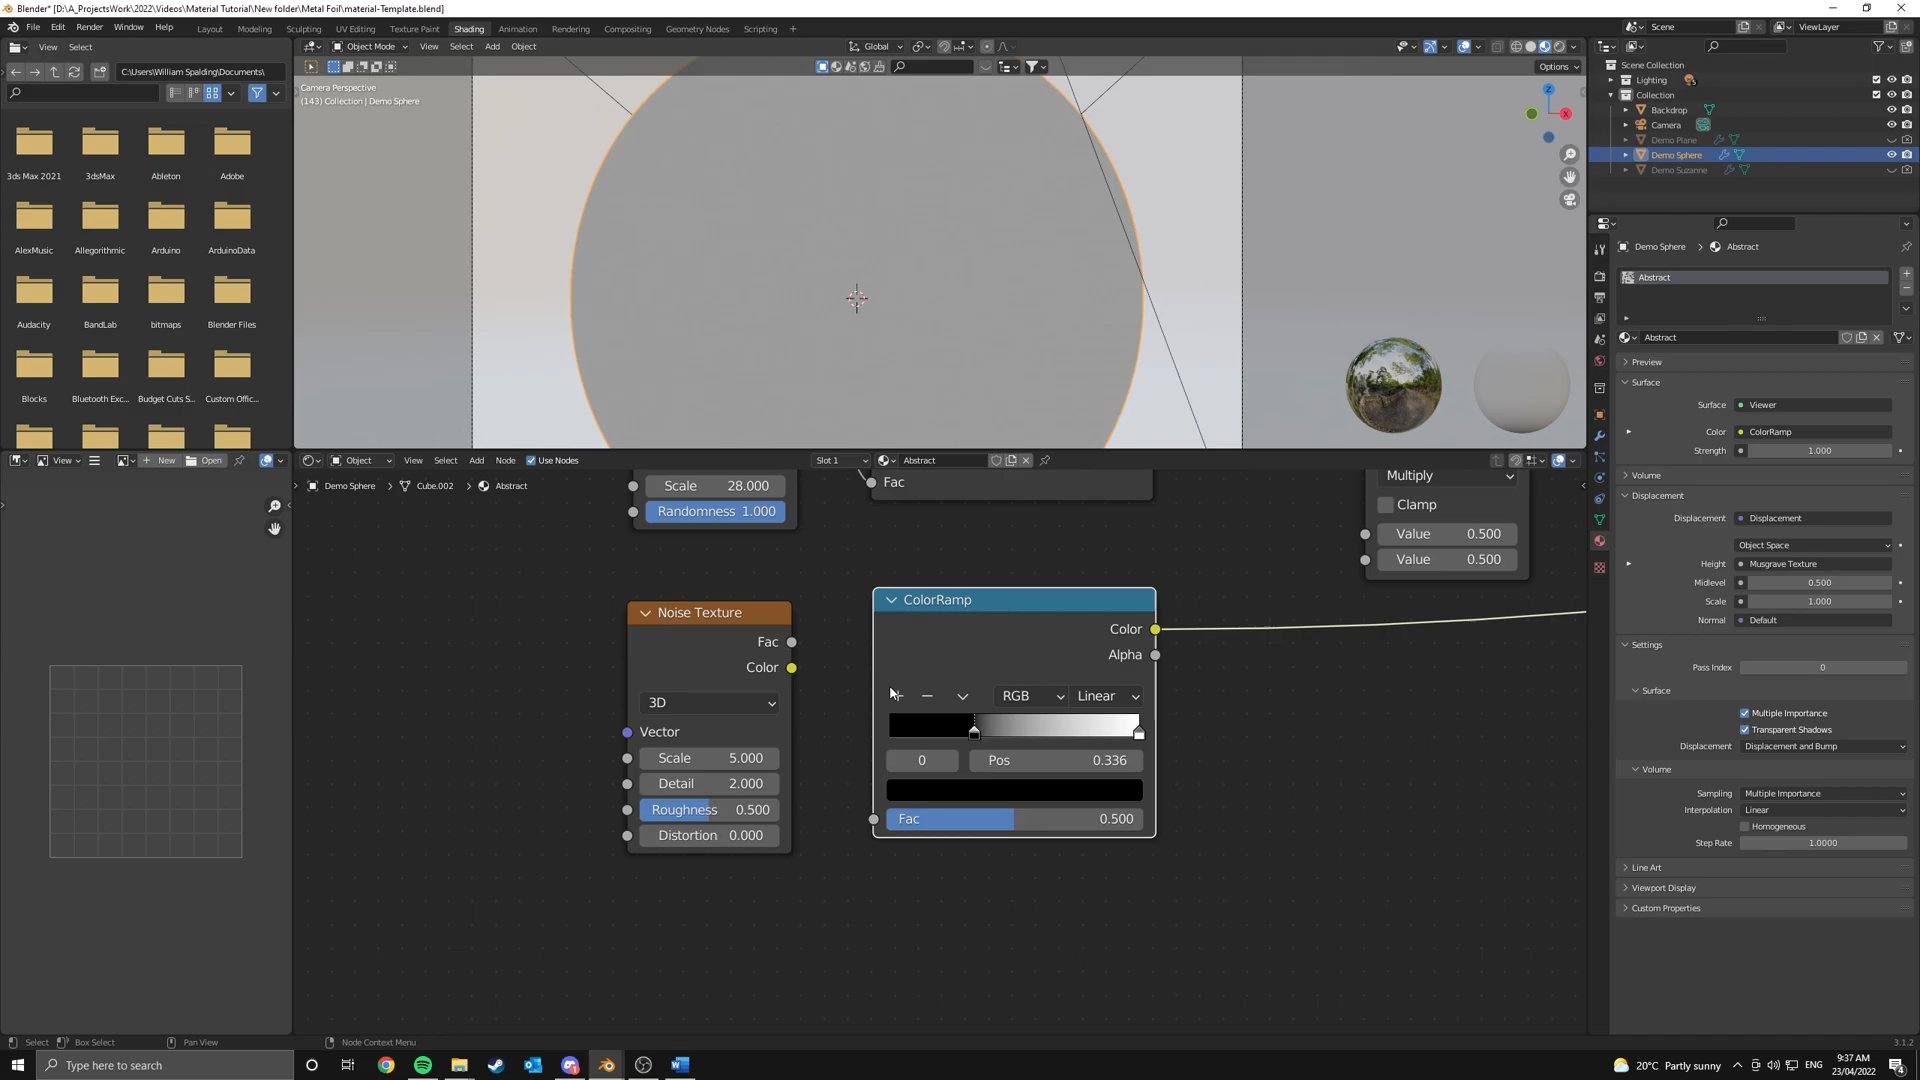 Blender* [D:\A_ProjectsWork\2022\Videos\Material Tutorial\New folder\Metal Foil\material-Template.blend]
File Edit Render Window Help Layout Modeling Sculpting UV Editing Texture Paint Shading Animation Rendering Compositing Geometry Nodes Scripting + Scene ViewLayer
View Select Object Mode View Select Add Object Global
C:\Users\William Spalding\Documents\ Options
Camera Perspective
(143) Collection | Demo Sphere
Z
X
Scene Collection
Lighting
Collection
Backdrop
Camera
Demo Plane
Demo Sphere
Demo Suzanne
3ds Max 2021 3dsMax Ableton Adobe
AlexMusic Allegorithmic Arduino ArduinoData
Audacity BandLab bitmaps Blender Files
Blocks Bluetooth Exc... Budget Cuts S... Custom Offic...
Demo Sphere Abstract
Abstract
Abstract
Preview
Surface
Surface Viewer
Color ColorRamp
Strength 1.000
Volume
Displacement
Displacement Displacement
Object Space
Height Musgrave Texture
Midlevel 0.500
Scale 1.000
Normal Default
Settings
Pass Index 0
Surface
Multiple Importance
Transparent Shadows
Displacement Displacement and Bump
Volume
Sampling Multiple Importance
Interpolation Linear
Homogeneous
Step Rate 1.0000
Line Art
Viewport Display
Custom Properties
View New Open Object View Select Add Node Use Nodes Slot 1 Abstract
Demo Sphere Cube.002 Abstract
Scale 28.000
Randomness 1.000
Fac
Multiply
Clamp
Value 0.500
Value 0.500
Noise Texture
Fac
Color
3D
Vector
Scale 5.000
Detail 2.000
Roughness 0.500
Distortion 0.000
ColorRamp
Color
Alpha
RGB Linear
0 Pos 0.336
Fac 0.500
Select Box Select Pan View Node Context Menu 3.1.2
Type here to search
20°C Partly sunny ENG
9:37 AM
23/04/2022
4